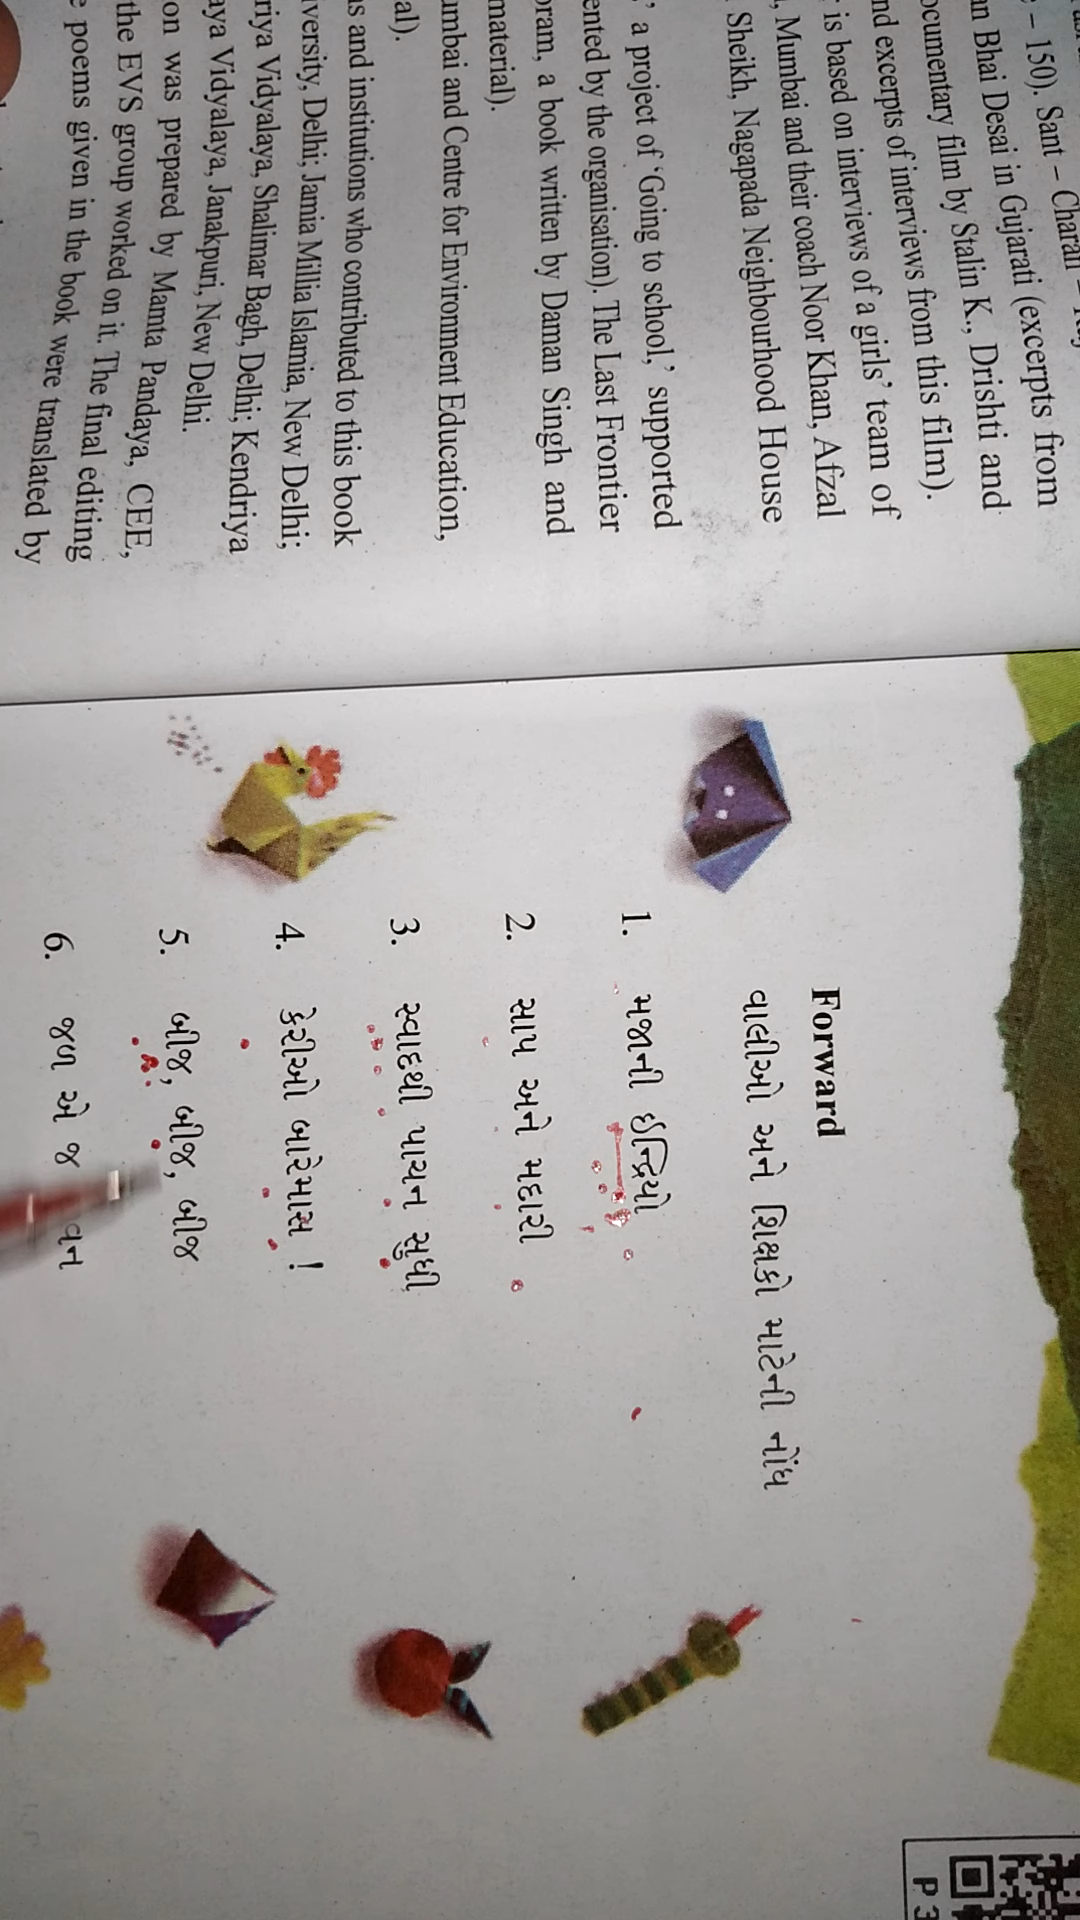 – 150). Sant – Charan –
an Bhai Desai in Gujarati (excerpts from
ocumentary film by Stalin K., Drishti and
nd excerpts of interviews from this film).
is based on interviews of a girls' team of
, Mumbai and their coach Noor Khan, Afzal
Sheikh, Nagapada Neighbourhood House
,' a project of 'Going to school,' supported
ented by the organisation). The Last Frontier
oram, a book written by Daman Singh and
material).
umbai and Centre for Environment Education,
al).
s and institutions who contributed to this book
iversity, Delhi; Jamia Millia Islamia, New Delhi;
riya Vidyalaya, Shalimar Bagh, Delhi; Kendriya
aya Vidyalaya, Janakpuri, New Delhi.
on was prepared by Mamta Pandaya, CEE,
the EVS group worked on it. The final editing
e poems given in the book were translated by
Forward
વાલીઓ અને શિક્ષકો માટેની નોંધ
1. મજાની ઇન્દ્રિયો
2. સાપ અને મદારી
3. સ્વાદથી પાચન સુધી
4. કેરીઓ બારેમાસ !
5. બીજ, બીજ, બીજ
6. જળ એ જ વન
P 3